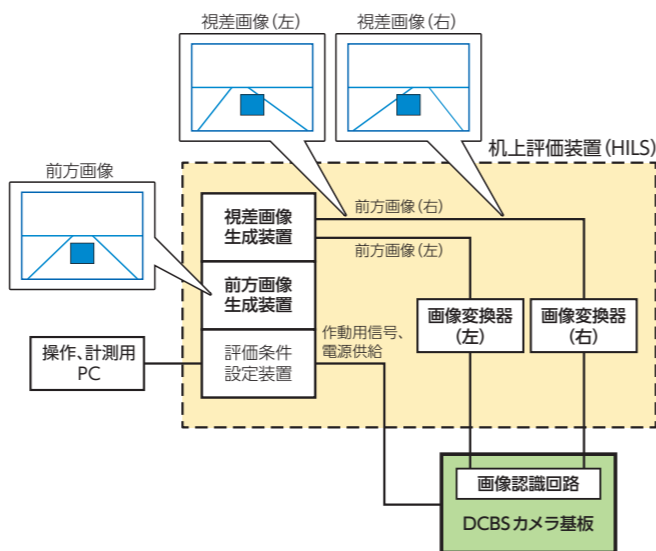 視差画像(左)
視差画像(右)
机上評価装置(HILS)
前方画像
視差画像
生成装置
前方画像(右)
前方画像(左)
前方画像
生成装置
画像変換器
(左)
画像変換器
(右)
作動用信号、
電源供給
操作、計測用
PC
評価条件
設定装置
画像認識回路
DCBSカメラ基板